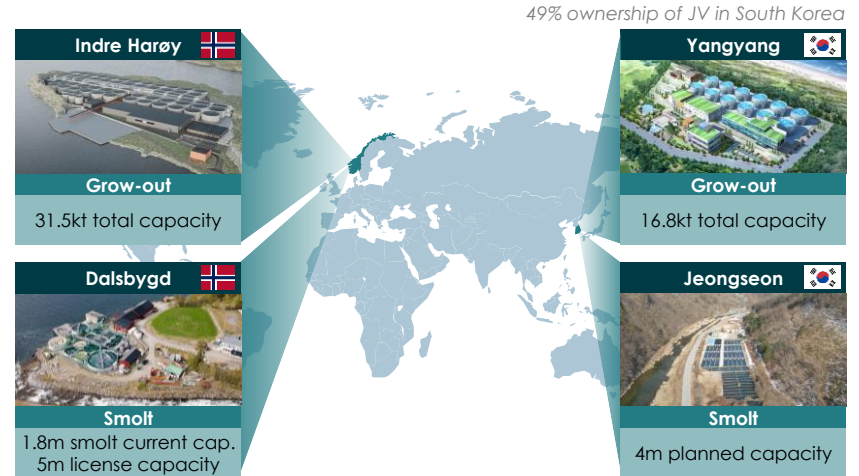 49% ownership of JV in South Korea
Indre Harøy
Grow-out
31.5kt total capacity
Yangyang
Grow-out
16.8kt total capacity
Dalsbygd
Smolt
1.8m smolt current cap.
5m license capacity
Jeongseon
Smolt
4m planned capacity